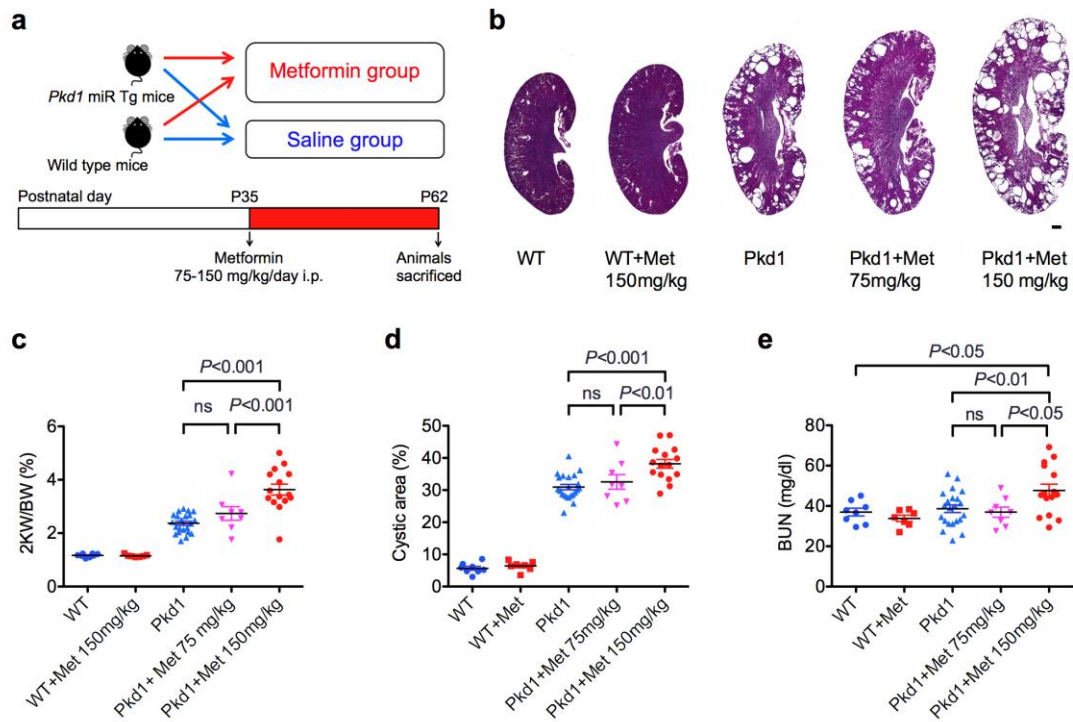 a
Pkd1 miR Tg mice
Wild type mice
Metformin group
Saline group
Postnatal day
P35
P62
Metformin
75-150 mg/kg/day i.p.
Animals
sacrificed
b
WT
WT+Met
150mg/kg
Pkd1
Pkd1+Met
75mg/kg
Pkd1+Met
150 mg/kg
c
P<0.001
ns
P<0.001
2KW/BW (%)
6
4
2
0
WT
WT+Met 150mg/kg
Pkd1
Pkd1+ Met 75 mg/kg
Pkd1+Met 150mg/kg
d
P<0.001
ns
P<0.01
Cystic area (%)
50
40
30
20
10
0
WT
WT+Met
Pkd1
Pkd1+Met 75mg/kg
Pkd1+Met 150mg/kg
e
P<0.05
P<0.01
ns
P<0.05
BUN (mg/dl)
80
60
40
20
0
WT
WT+Met
Pkd1
Pkd1+Met 75mg/kg
Pkd1+Met 150mg/kg